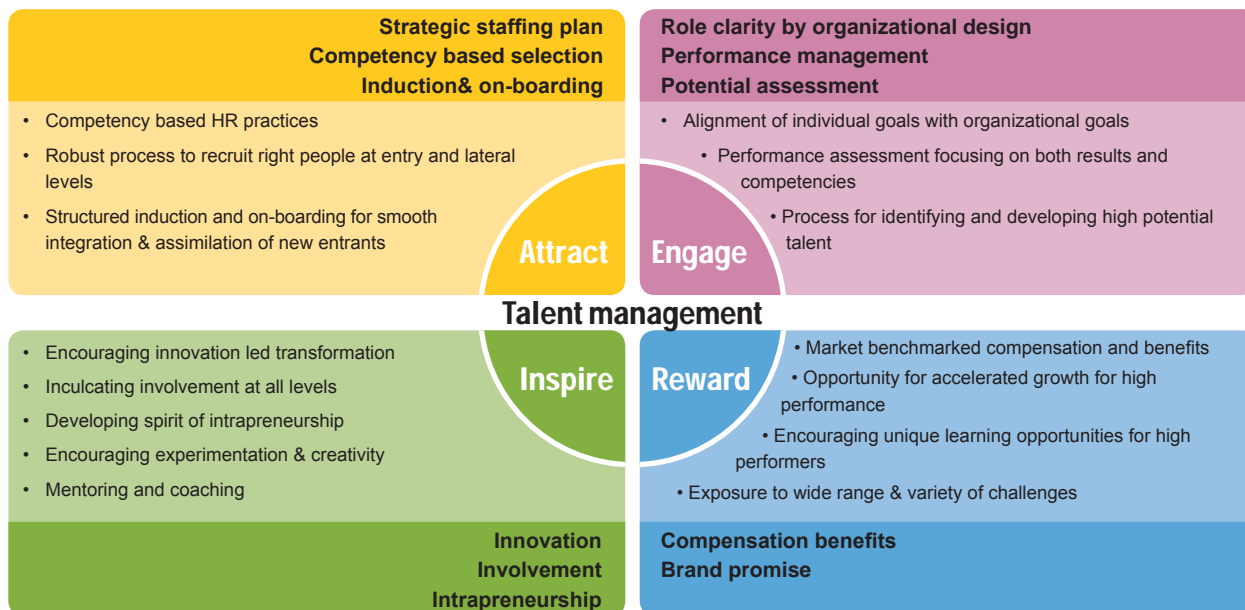 Strategic staffing plan
Competency based selection
Induction& on-boarding
• Competency based HR practices
• Robust process to recruit right people at entry and lateral
levels
• Structured induction and on-boarding for smooth
integration & assimilation of new entrants
Attract
Role clarity by organizational design
Performance management
Potential assessment
• Alignment of individual goals with organizational goals
• Performance assessment focusing on both results and
competencies
• Process for identifying and developing high potential
talent
Engage
Talent management
• Encouraging innovation led transformation
• Inculcating involvement at all levels
• Developing spirit of intrapreneurship
• Encouraging experimentation & creativity
• Mentoring and coaching
Inspire
Innovation
Involvement
Intrapreneurship
Reward
• Market benchmarked compensation and benefits
• Opportunity for accelerated growth for high
performance
• Encouraging unique learning opportunities for high
performers
• Exposure to wide range & variety of challenges
Compensation benefits
Brand promise